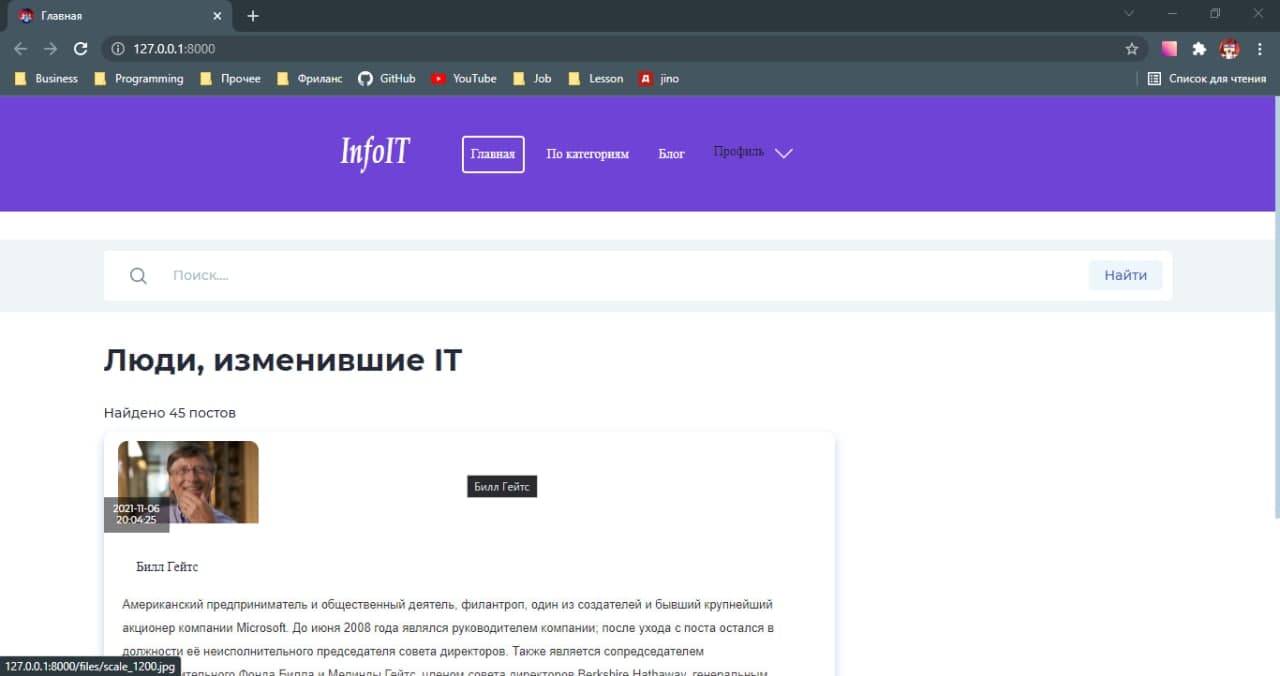 Главная
127.0.0.1:8000
Business Programming Прочее Фриланс GitHub YouTube Job Lesson jino Список для чтения
InfoIT Главная По категориям Блог Профиль
Поиск.... Найти
Люди, изменившие IT
Найдено 45 постов
Билл Гейтс
2021-11-06
20:04:25
Билл Гейтс
Американский предприниматель и общественный деятель, филантроп, один из создателей и бывший крупнейший
акционер компании Microsoft. До июня 2008 года являлся руководителем компании; после ухода с поста остался в
должности её неисполнительного председателя совета директоров. Также является сопредседателем
127.0.0.1:8000/files/scale_1200.jpg
Фонда Билла и Мелинды Гейтс, членом совета директоров Berkshire Hathaway, генеральным